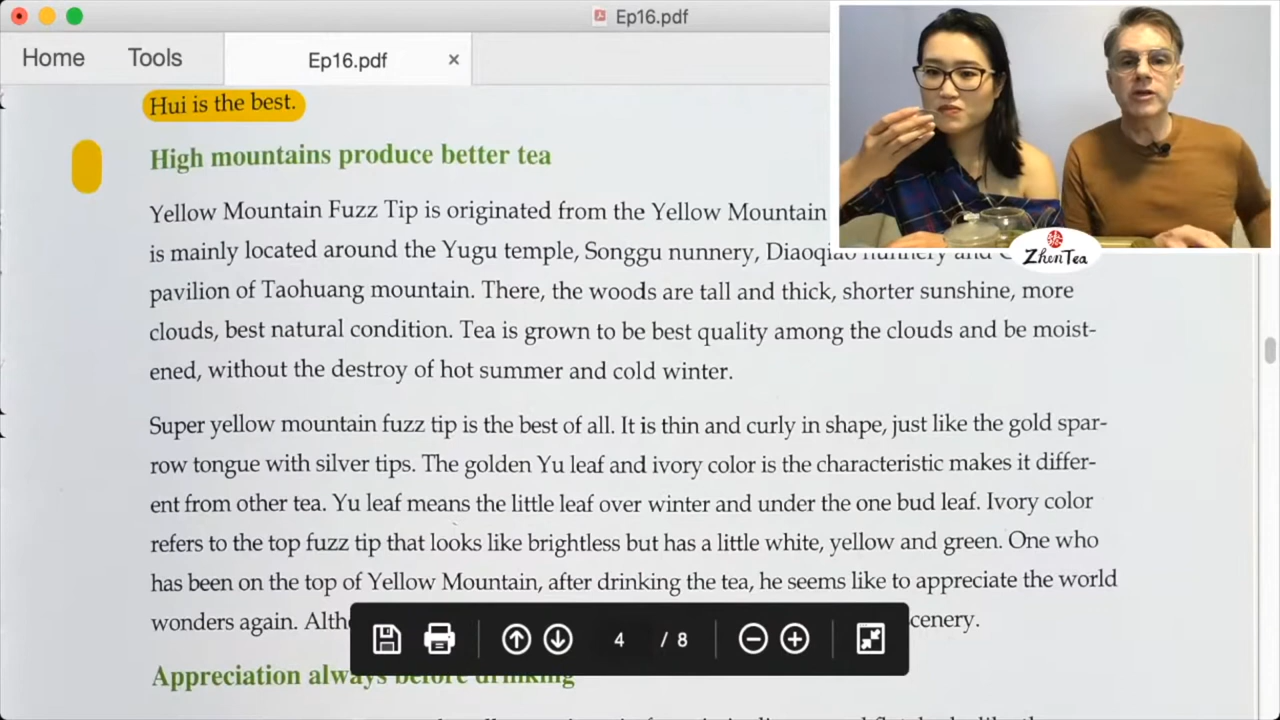 Ep16.pdf
Home
Tools
Ep16.pdf ×
Hui is the best.
High mountains produce better tea
Yellow Mountain Fuzz Tip is originated from the Yellow Mountain
is mainly located around the Yugu temple, Songgu nunnery, Diaoqiao nunnery and
pavilion of Taohuang mountain. There, the woods are tall and thick, shorter sunshine, more
clouds, best natural condition. Tea is grown to be best quality among the clouds and be moist-
ened, without the destroy of hot summer and cold winter.
Super yellow mountain fuzz tip is the best of all. It is thin and curly in shape, just like the gold spar-
row tongue with silver tips. The golden Yu leaf and ivory color is the characteristic makes it differ-
ent from other tea. Yu leaf means the little leaf over winter and under the one bud leaf. Ivory color
refers to the top fuzz tip that looks like brightless but has a little white, yellow and green. One who
has been on the top of Yellow Mountain, after drinking the tea, he seems like to appreciate the world
wonders again. cenery.
Appreciation always before drinking
4 / 8
ZhenTea